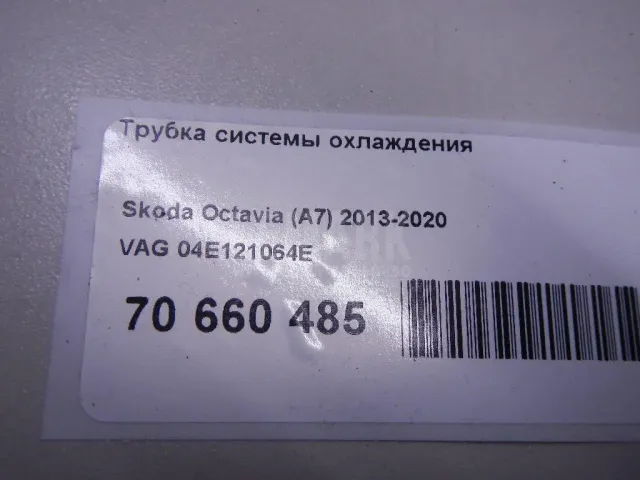 Трубка системы охлаждения
Skoda Octavia (A7) 2013-2020
VAG 04E121064E
70 660 485